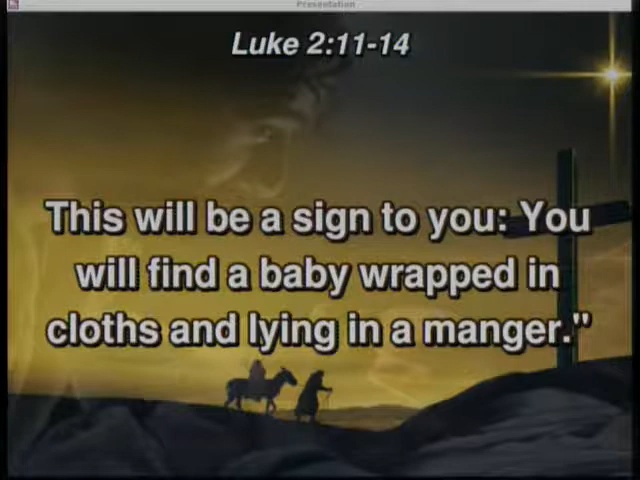 Presentation
Luke 2:11-14
This will be a sign to you: You
will find a baby wrapped in
cloths and lying in a manger."